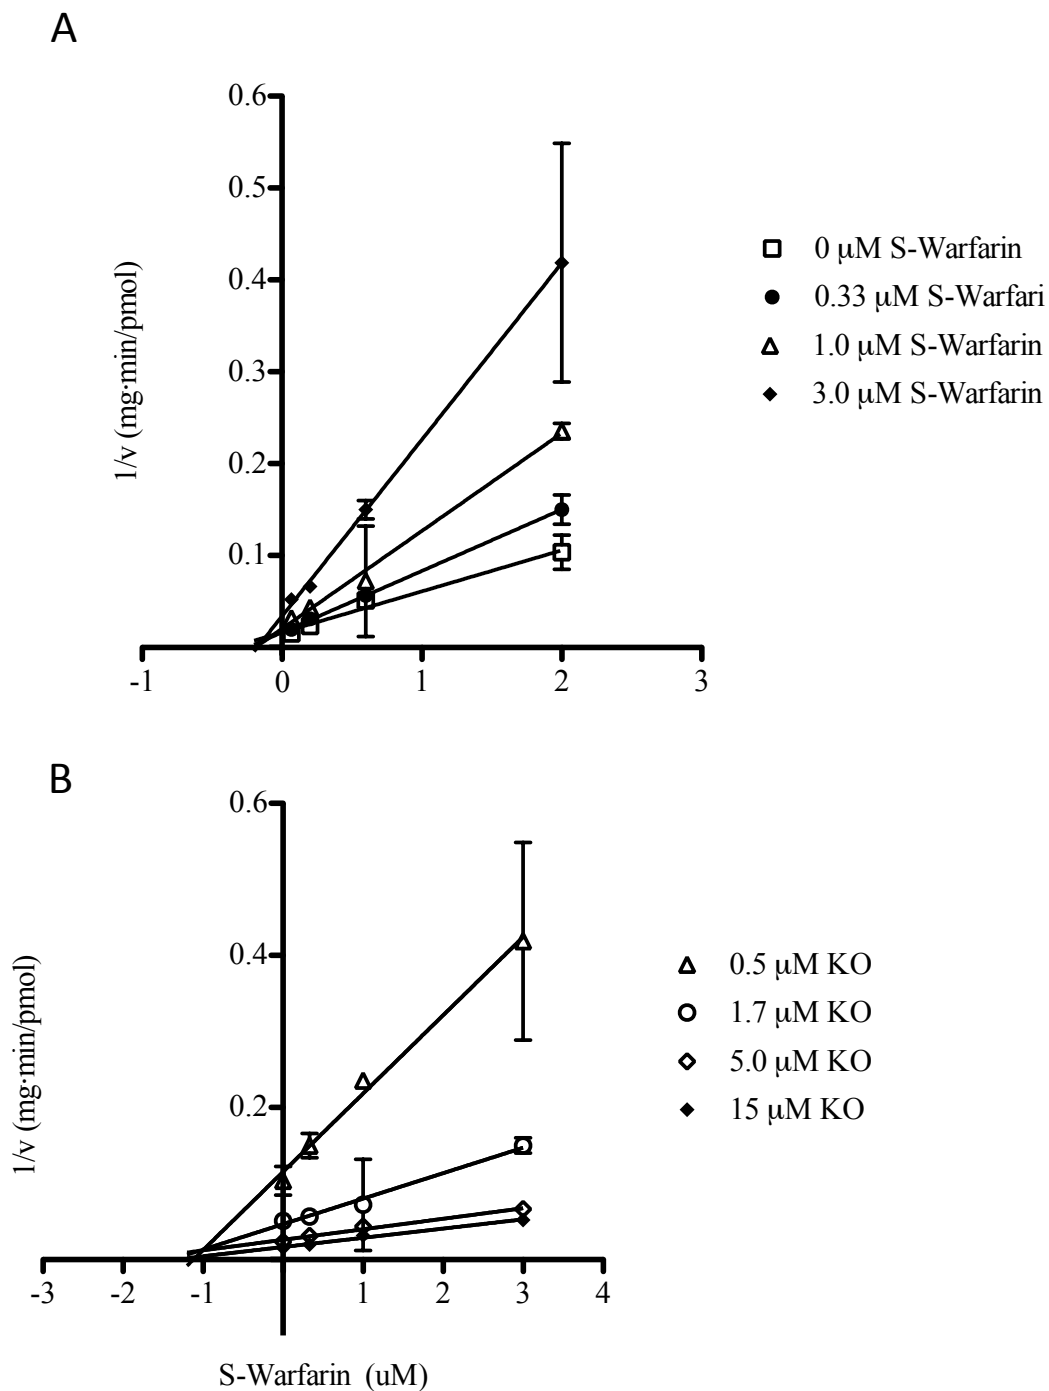 A
0.6
0.5
0.4
0.3
0.2
0.1
1/v (mg·min/pmol)
-1
0
1
2
3
0 μM S-Warfarin
0.33 μM S-Warfari
1.0 μM S-Warfarin
3.0 μM S-Warfarin
B
0.6
0.4
0.2
1/v (mg·min/pmol)
-3
-2
-1
1
2
3
4
S-Warfarin (uM)
0.5 μM KO
1.7 μM KO
5.0 μM KO
15 μM KO